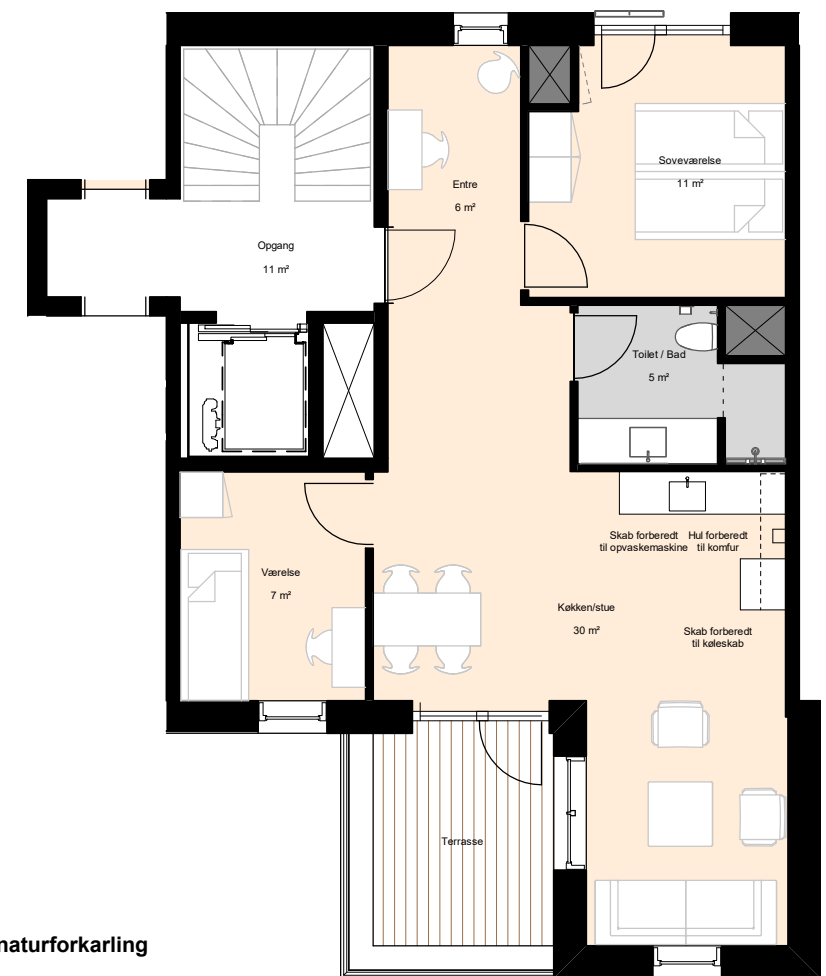 Soveværelse
11 m²
Entre
6 m²
Opgang
11 m²
Toilet / Bad
5 m²
Skab forberedt
til opvaskemaskine
Hul forberedt
til komfur
Værelse
7 m²
Køkken/stue
30 m²
Skab forberedt
til køleskab
Terrasse
naturforkarling